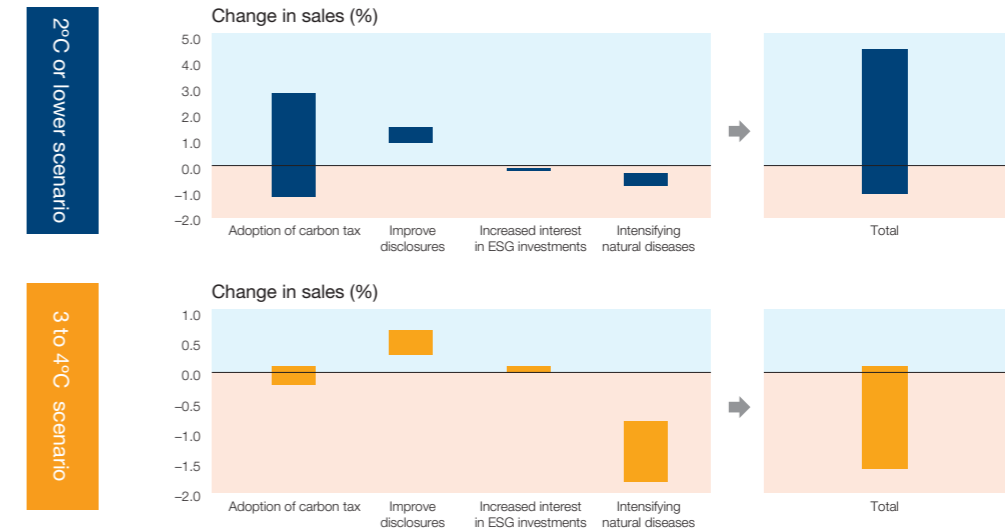 2°C or lower scenario
Change in sales (%)
5.0
4.0
3.0
2.0
1.0
0.0
–1.0
–2.0
Adoption of carbon tax
Improve
disclosures
Increased interest
in ESG investments
Intensifying
natural diseases
Total
3 to 4°C scenario
Change in sales (%)
1.0
0.5
0.0
–0.5
–1.0
–1.5
–2.0
Adoption of carbon tax
Improve
disclosures
Increased interest
in ESG investments
Intensifying
natural diseases
Total